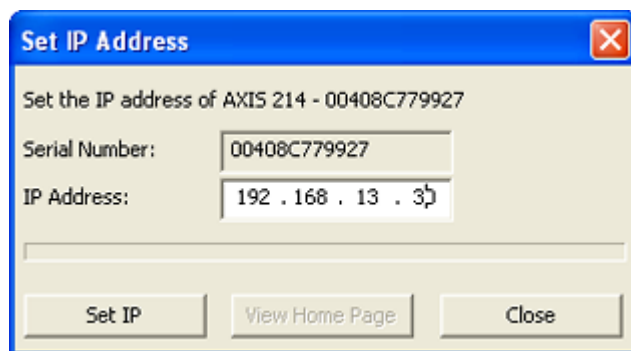 Set IP Address
Set the IP address of AXIS 214 - 00408C779927
Serial Number: 00408C779927
IP Address: 192 . 168 . 13 .
Set IP View Home Page Close